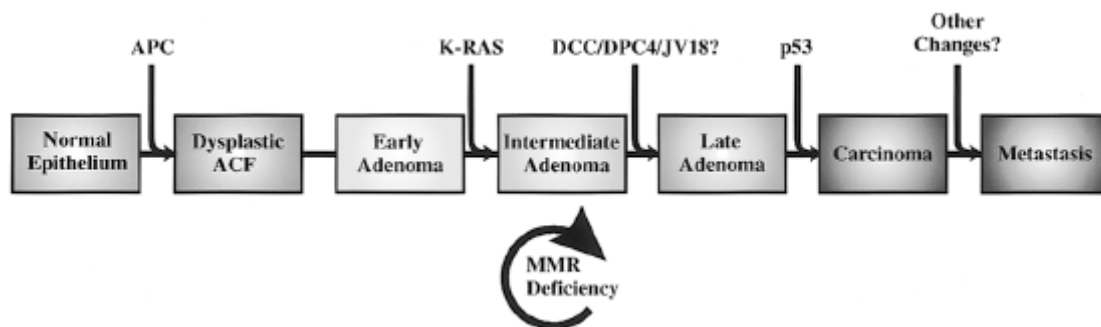 Other
Changes?
APC
K-RAS
DCC/DPC4/JV18?
p53
Normal
Epithelium
Dysplastic
ACF
Early
Adenoma
Intermediate
Adenoma
Late
Adenoma
Carcinoma
Metastasis
MMR
Deficiency